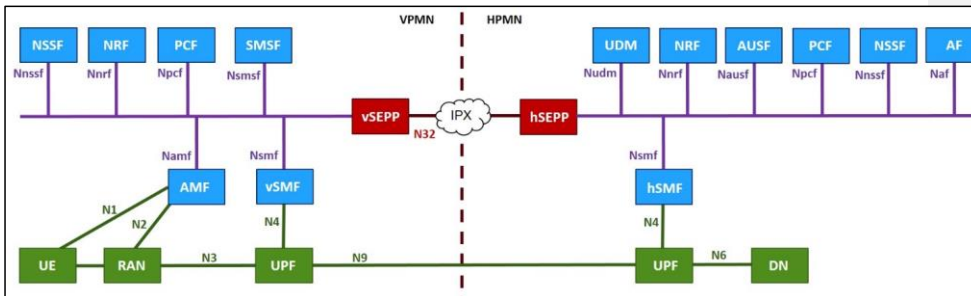 VPMN HPMN
NSSF NRF PCF SMSF UDM NRF AUSF PCF NSSF AF
Nnssf Nnrf Npcf Nsmsf Nudm Nnrf Nausf Npcf Nnssf Naf
vSEPP IPX hSEPP
N32
Namf Nsmf Nsmf
AMF vSMF hSMF
N1 N2 N4 N4
UE RAN N3 UPF N9 UPF N6 DN